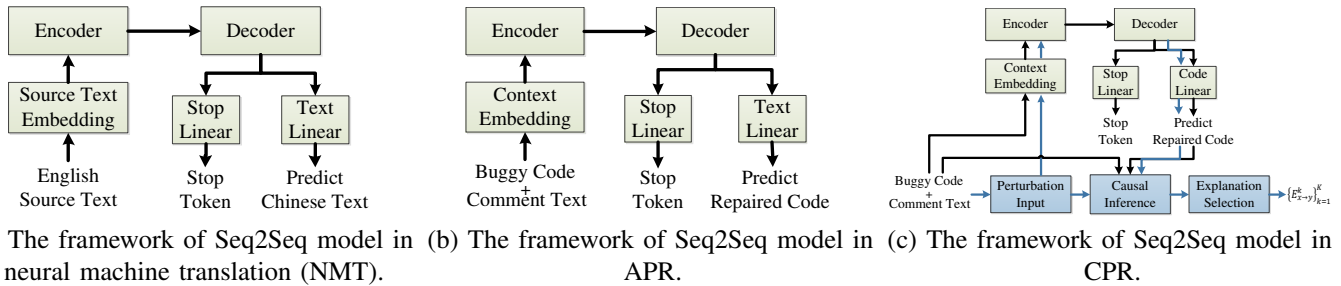 Encoder
Decoder
Source Text
Embedding
Stop
Linear
Text
Linear
English
Source Text
Stop
Token
Predict
Chinese Text
The framework of Seq2Seq model in
neural machine translation (NMT).
Encoder
Decoder
Context
Embedding
Stop
Linear
Text
Linear
Buggy Code
+
Comment Text
Stop
Token
Predict
Repaired Code
(b) The framework of Seq2Seq model in
APR.
Encoder
Decoder
Context
Embedding
Stop
Linear
Code
Linear
Stop
Token
Predict
Repaired Code
Buggy Code
+
Comment Text
Perturbation
Input
Causal
Inference
Explanation
Selection
{E^k_{x→y}}^K_{k=1}
(c) The framework of Seq2Seq model in
CPR.